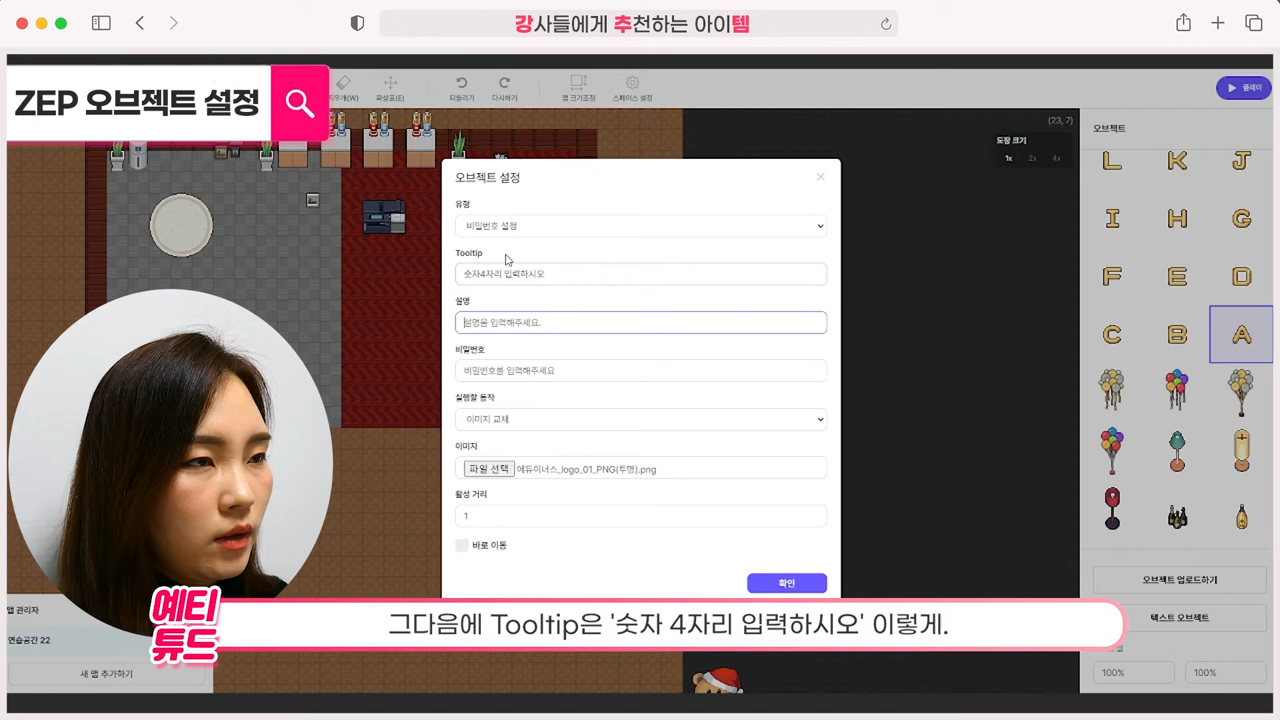 강사들에게 추천하는 아이템
ZEP 오브젝트 설정
지우개(W)
화살표(E)
되돌리기
다시하기
맵 크기조정
스페이스 설정
플레이
(23, 7)
도장 크기
1x 2x 4x
오브젝트
L K J
I H G
F E D
C B A
오브젝트 설정
유형
비밀번호 설정
Tooltip
숫자4자리 입력하시오
설명
설명을 입력해주세요.
비밀번호
비밀번호를 입력해주세요
실행할 동작
이미지 교체
이미지
파일 선택 에듀이너스_logo_01_PNG(투명).png
활성 거리
1
바로 이동
확인
오브젝트 업로드하기
텍스트 오브젝트
100% 100%
맵 관리자
연습공간 22
새 맵 추가하기
예티
튜드
그다음에 Tooltip은 '숫자 4자리 입력하시오' 이렇게.